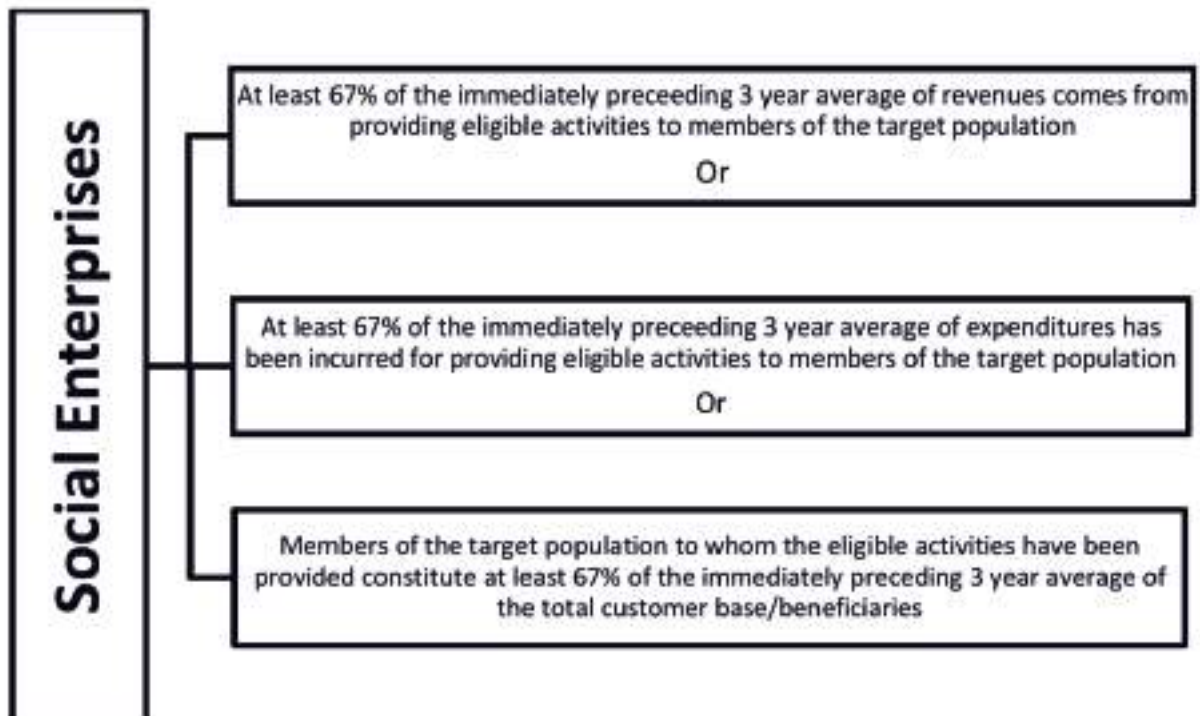 Social Enterprises
At least 67% of the immediately preceeding 3 year average of revenues comes from
providing eligible activities to members of the target population
Or
At least 67% of the immediately preceeding 3 year average of expenditures has
been incurred for providing eligible activities to members of the target population
Or
Members of the target population to whom the eligible activities have been
provided constitute at least 67% of the immediately preceding 3 year average of
the total customer base/beneficiaries